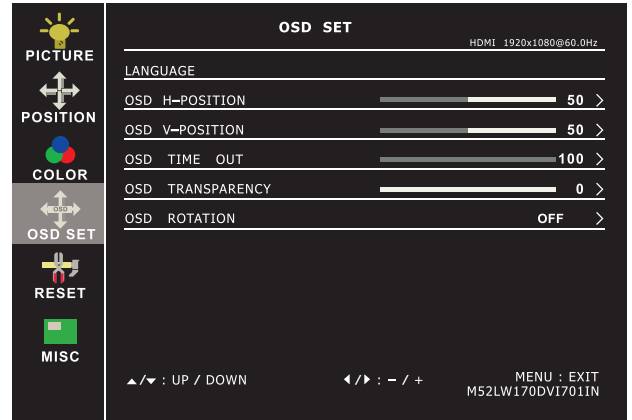 OSD SET
HDMI 1920x1080@60.0Hz
PICTURE
POSITION
COLOR
OSD
OSD SET
RESET
MISC
LANGUAGE
OSD H-POSITION 50
OSD V-POSITION 50
OSD TIME OUT 100
OSD TRANSPARENCY 0
OSD ROTATION OFF
▲/▼ : UP / DOWN
◀/▶ : - / +
MENU : EXIT
M52LW170DVI701IN